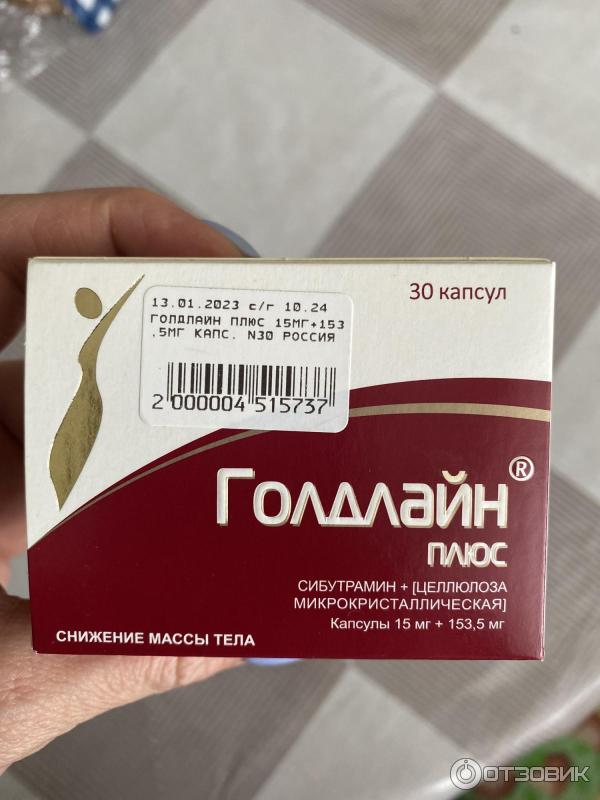 13.01.2023 с/г 10.24
ГОЛДЛАЙН ПЛЮС 15МГ+153
.5МГ КАПС. N30 РОССИЯ
2 000004 515737
30 капсул
Голдлайн®
плюс
СИБУТРАМИН + [ЦЕЛЛЮЛОЗА
МИКРОКРИСТАЛЛИЧЕСКАЯ]
Капсулы 15 мг + 153,5 мг
СНИЖЕНИЕ МАССЫ ТЕЛА
ОТЗОВИК